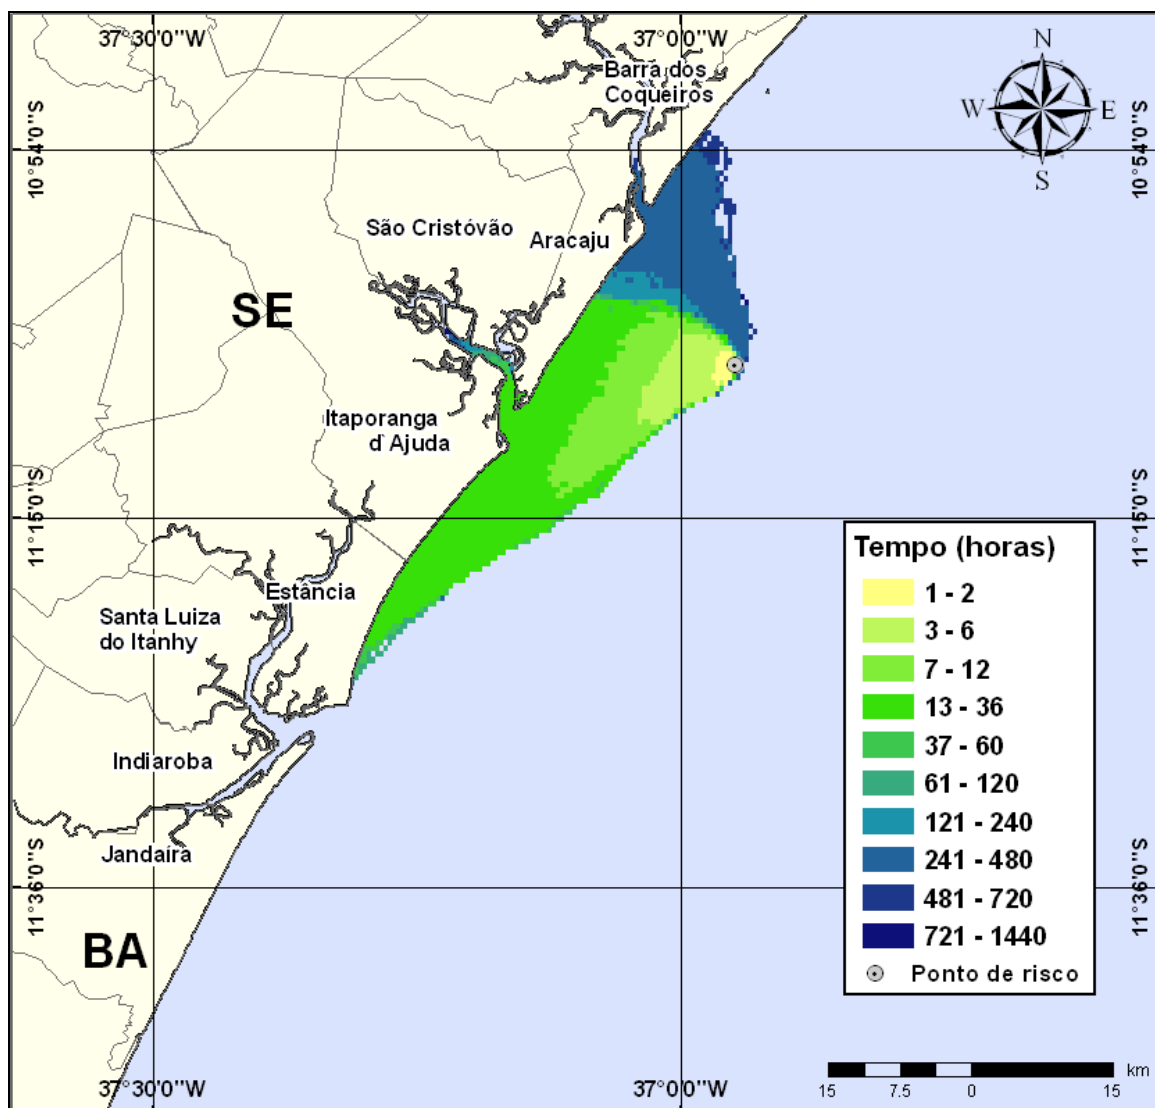 37°30'0"W
37°0'0"W
N
W
E
S
Barra dos
Coqueiros
10°54'0"S
10°54'0"S
São Cristóvão
Aracaju
SE
Itaporanga
d`Ajuda
11°15'0"S
11°15'0"S
Estância
Santa Luiza
do Itanhy
Indiaroba
Jandaíra
11°36'0"S
11°36'0"S
BA
Tempo (horas)
1 - 2
3 - 6
7 - 12
13 - 36
37 - 60
61 - 120
121 - 240
241 - 480
481 - 720
721 - 1440
Ponto de risco
37°30'0"W
37°0'0"W
km
15 7.5 0 15